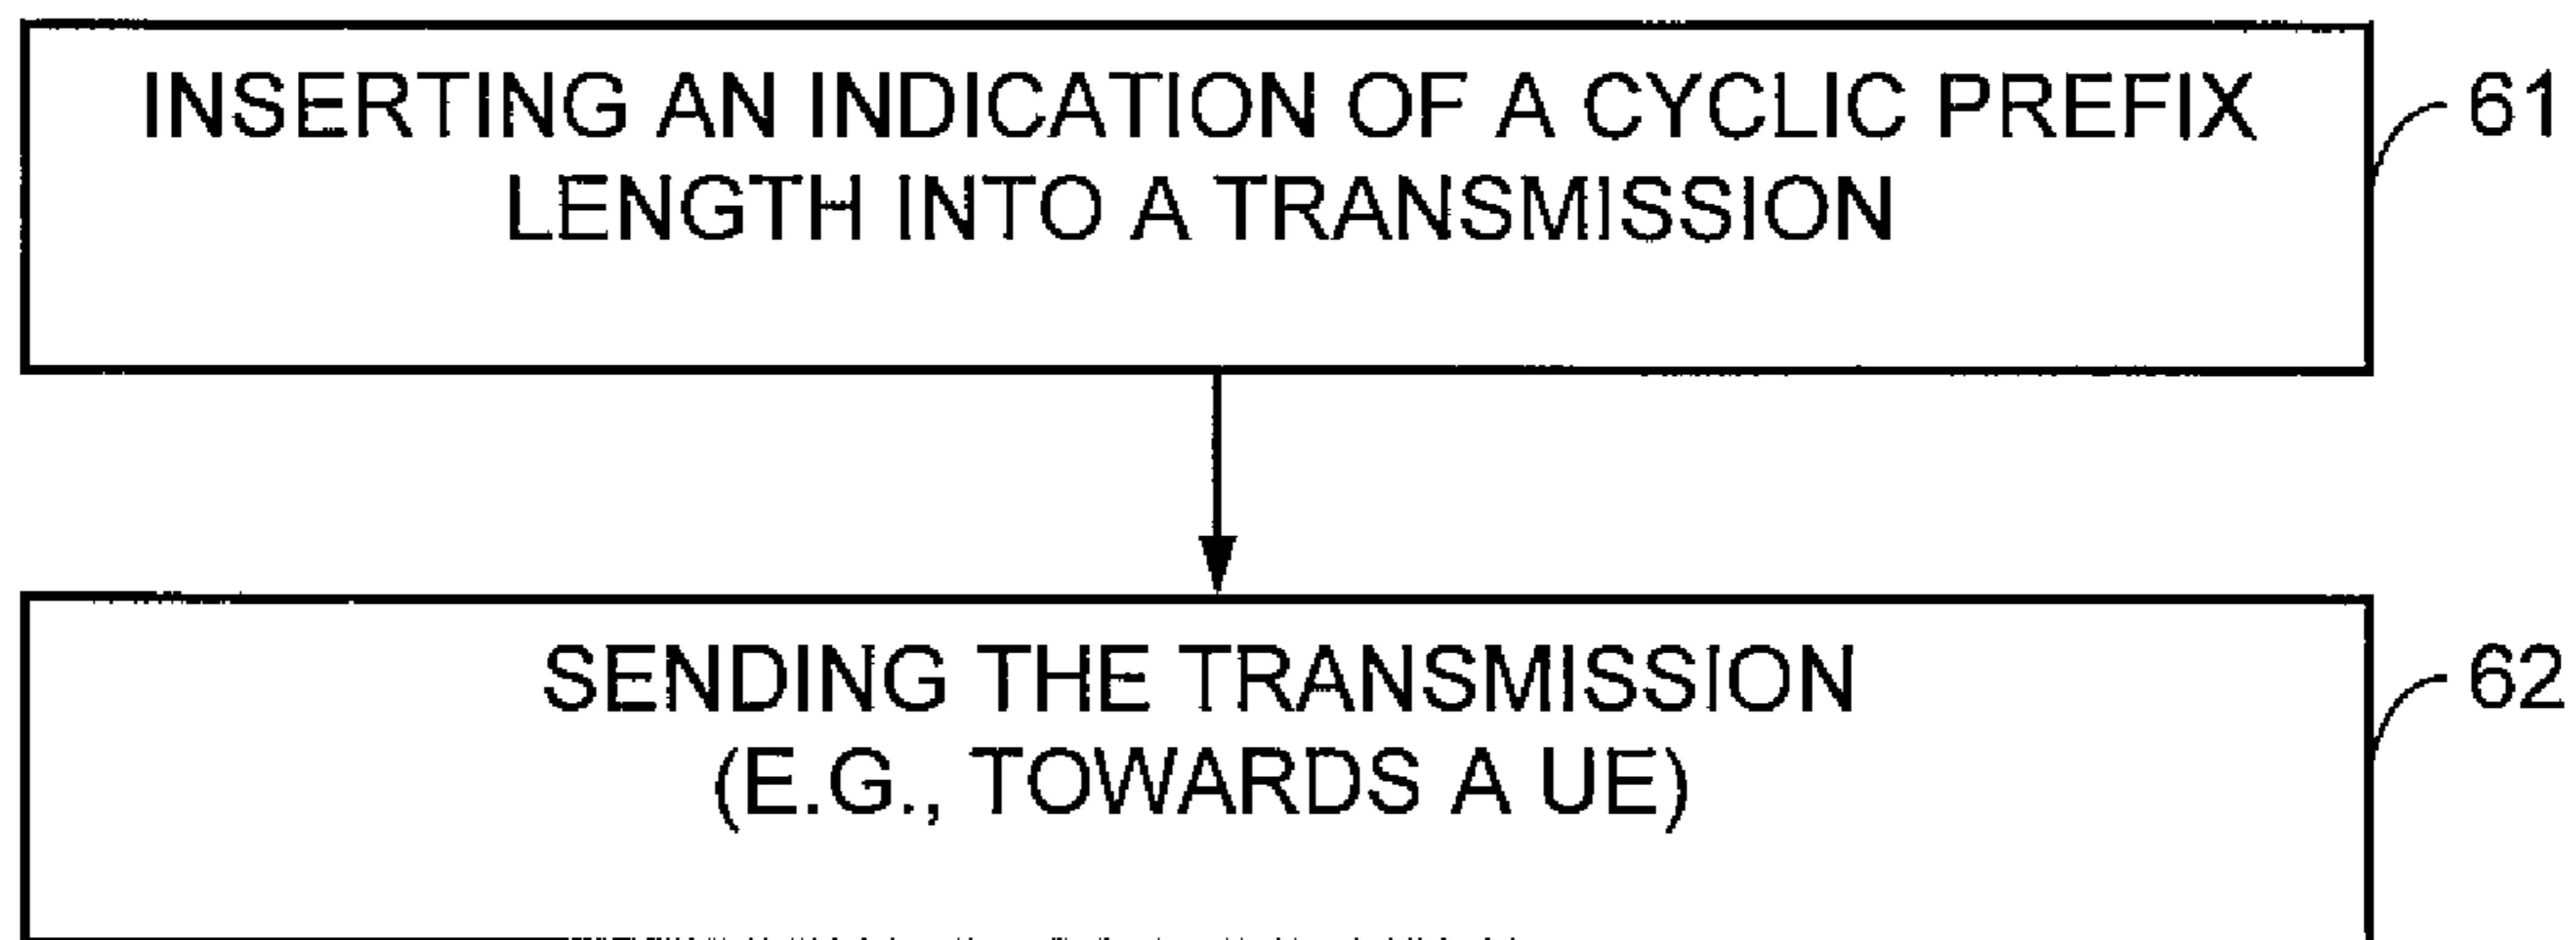 INSERTING AN INDICATION OF A CYCLIC PREFIX
LENGTH INTO A TRANSMISSION
61
SENDING THE TRANSMISSION
(E.G., TOWARDS A UE)
62